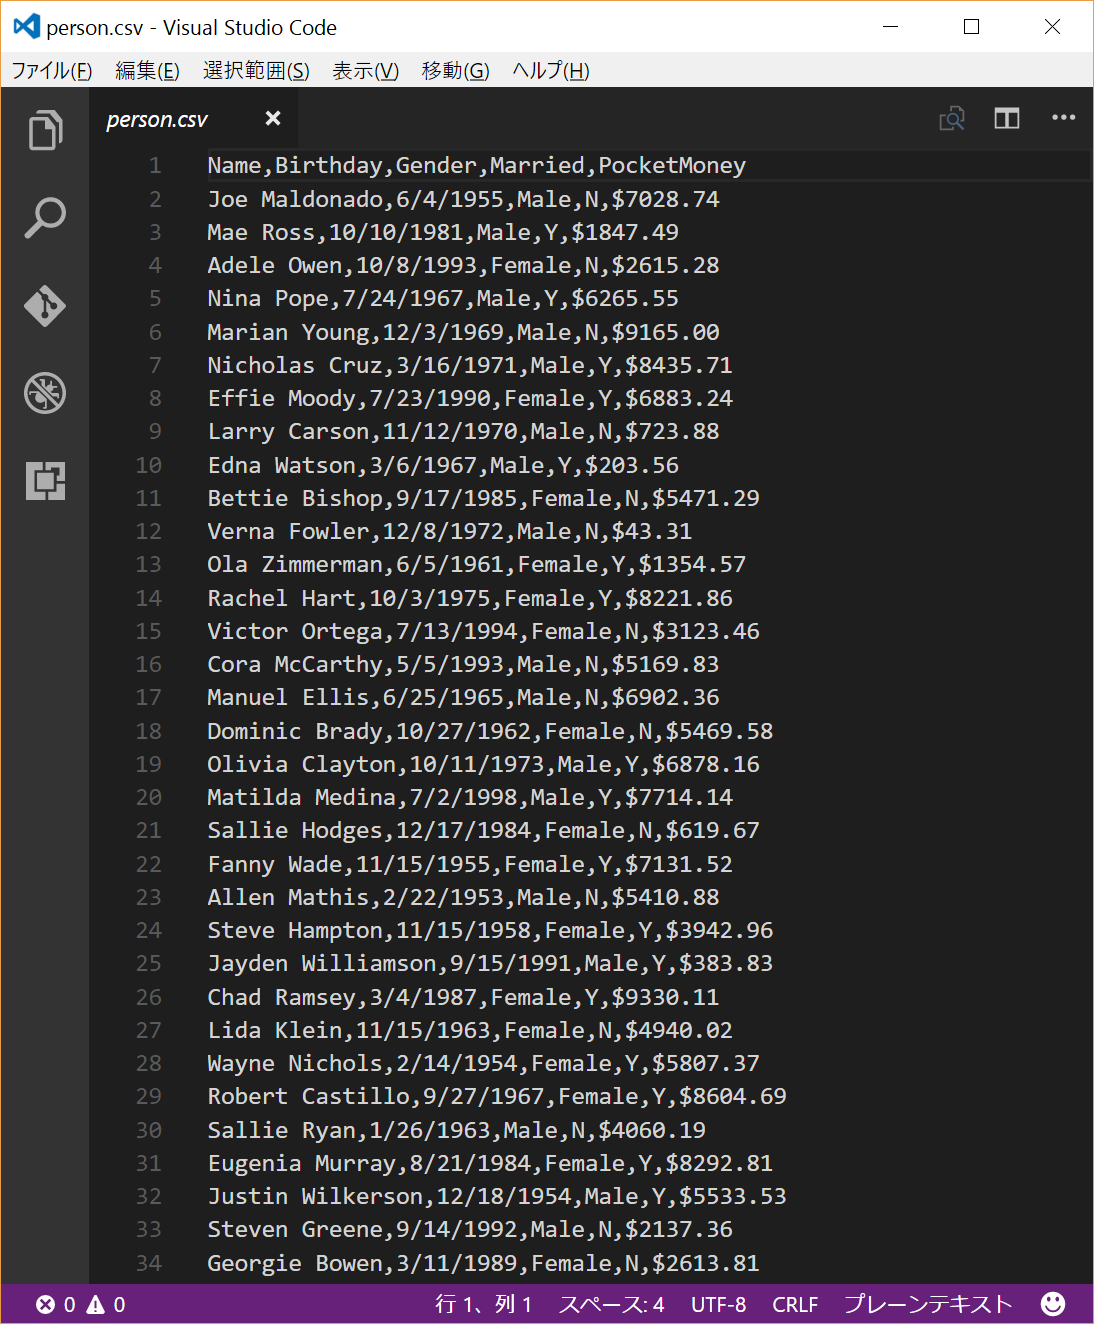 person.csv - Visual Studio Code
ファイル(F) 編集(E) 選択範囲(S) 表示(V) 移動(G) ヘルプ(H)
person.csv
1 Name,Birthday,Gender,Married,PocketMoney
2 Joe Maldonado,6/4/1955,Male,N,$7028.74
3 Mae Ross,10/10/1981,Male,Y,$1847.49
4 Adele Owen,10/8/1993,Female,N,$2615.28
5 Nina Pope,7/24/1967,Male,Y,$6265.55
6 Marian Young,12/3/1969,Male,N,$9165.00
7 Nicholas Cruz,3/16/1971,Male,Y,$8435.71
8 Effie Moody,7/23/1990,Female,Y,$6883.24
9 Larry Carson,11/12/1970,Male,N,$723.88
10 Edna Watson,3/6/1967,Male,Y,$203.56
11 Bettie Bishop,9/17/1985,Female,N,$5471.29
12 Verna Fowler,12/8/1972,Male,N,$43.31
13 Ola Zimmerman,6/5/1961,Female,Y,$1354.57
14 Rachel Hart,10/3/1975,Female,Y,$8221.86
15 Victor Ortega,7/13/1994,Female,N,$3123.46
16 Cora McCarthy,5/5/1993,Male,N,$5169.83
17 Manuel Ellis,6/25/1965,Male,N,$6902.36
18 Dominic Brady,10/27/1962,Female,N,$5469.58
19 Olivia Clayton,10/11/1973,Male,Y,$6878.16
20 Matilda Medina,7/2/1998,Male,Y,$7714.14
21 Sallie Hodges,12/17/1984,Female,N,$619.67
22 Fanny Wade,11/15/1955,Female,Y,$7131.52
23 Allen Mathis,2/22/1953,Male,N,$5410.88
24 Steve Hampton,11/15/1958,Female,Y,$3942.96
25 Jayden Williamson,9/15/1991,Male,Y,$383.83
26 Chad Ramsey,3/4/1987,Female,Y,$9330.11
27 Lida Klein,11/15/1963,Female,N,$4940.02
28 Wayne Nichols,2/14/1954,Female,Y,$5807.37
29 Robert Castillo,9/27/1967,Female,Y,$8604.69
30 Sallie Ryan,1/26/1963,Male,N,$4060.19
31 Eugenia Murray,8/21/1984,Female,Y,$8292.81
32 Justin Wilkerson,12/18/1954,Male,Y,$5533.53
33 Steven Greene,9/14/1992,Male,N,$2137.36
34 Georgie Bowen,3/11/1989,Female,N,$2613.81
0 0 行 1、列 1 スペース: 4 UTF-8 CRLF プレーンテキスト